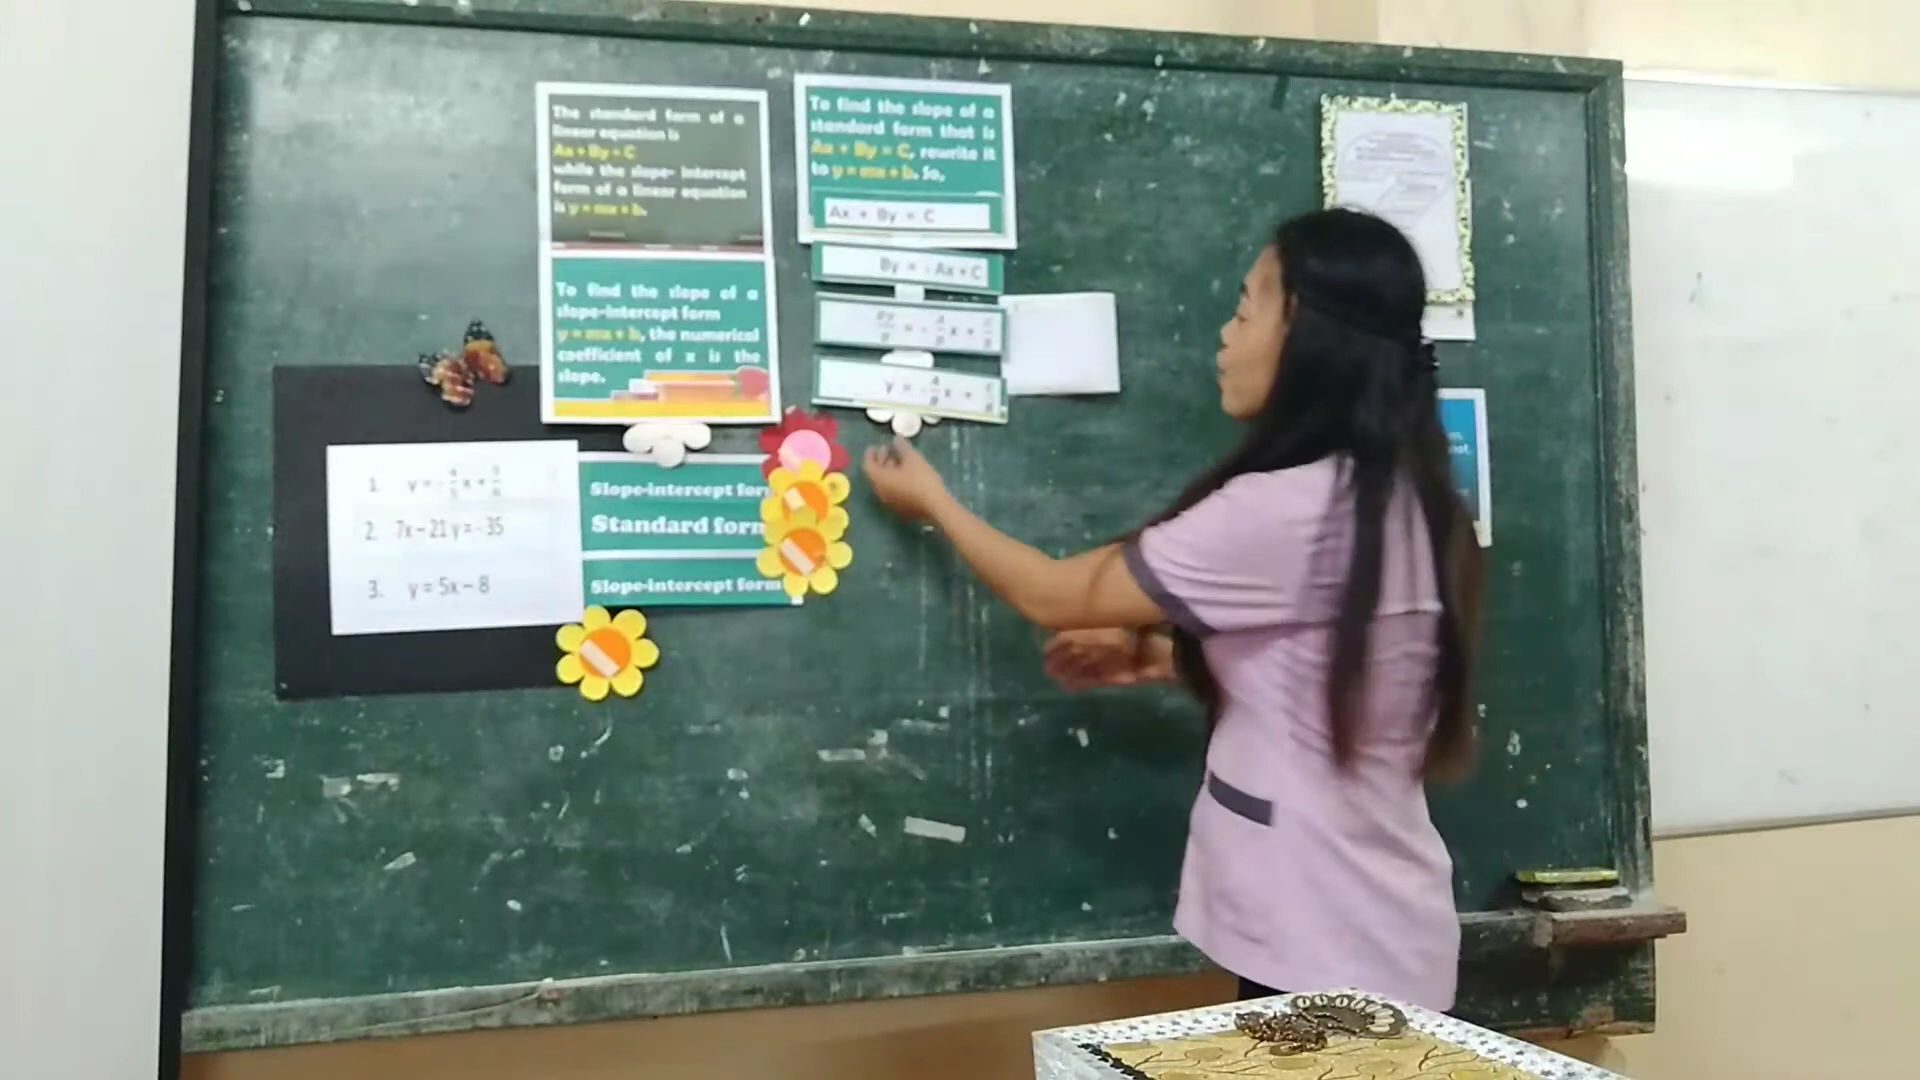 The standard form of a
linear equation is
Ax + By = C
while the slope- intercept
form of a linear equation
is y = mx + b.
To find the slope of a
slope-intercept form
y = mx + b, the numerical
coefficient of x is the
slope.
To find the slope of a
standard form that is
Ax + By = C, rewrite it
to y = mx + b. So,
Ax + By = C
By = - Ax + C
By/B = - A/B x + C/B
y = - A/B x + C/B
1. y = -
2. 7x - 21y = - 35
3. y = 5x - 8
Slope-intercept for
Standard form
Slope-intercept form